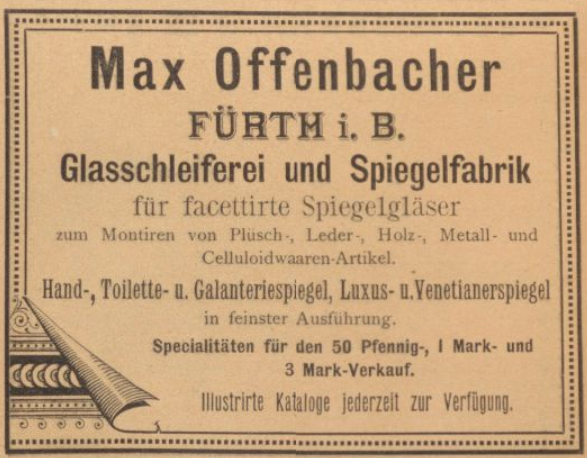 Max Offenbacher
FÜRTH i. B.
Glasschleiferei und Spiegelfabrik
für facettirte Spiegelgläser
zum Montiren von Plüsch-, Leder-, Holz-, Metall- und
Celluloidwaaren-Artikel.
Hand-, Toilette- u. Galanteriespiegel, Luxus- u. Venetianerspiegel
in feinster Ausführung.
Specialitäten für den 50 Pfennig-, 1 Mark- und
3 Mark-Verkauf.
Illustrirte Kataloge jederzeit zur Verfügung.